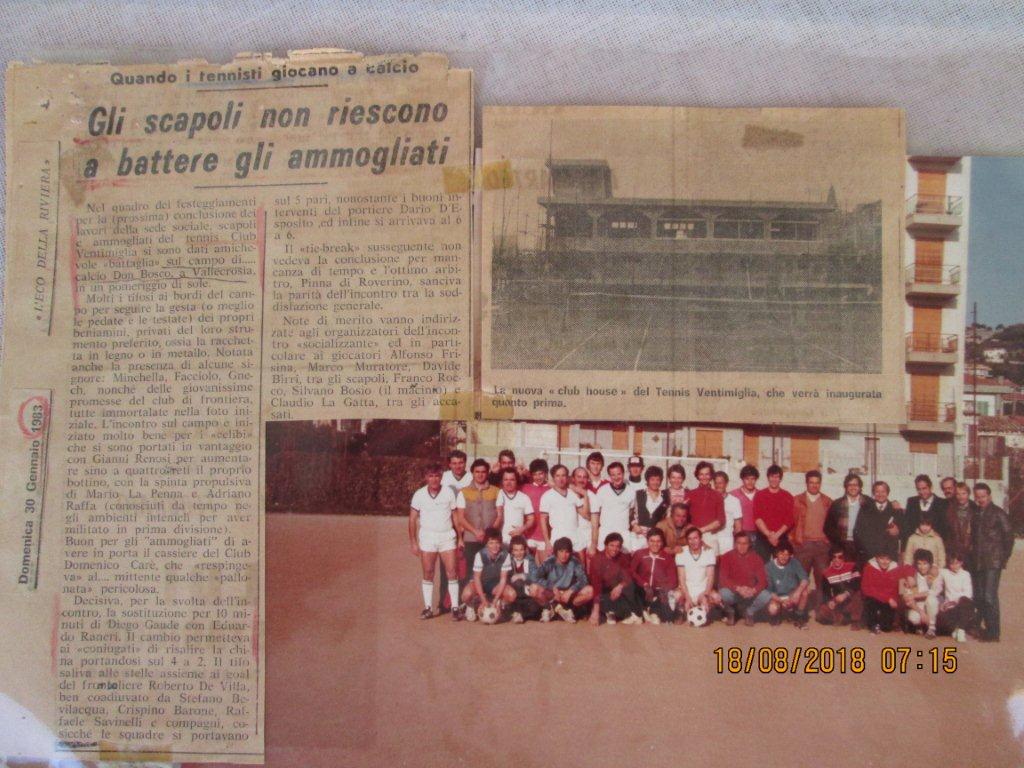 Quando i tennisti giocano a calcio
Gli scapoli non riescono
a battere gli ammogliati
« L'ECO DELLA RIVIERA »
Domenica 30 Gennaio 1983
Nel quadro dei festeggiamenti
per la (prossima) conclusione dei
lavori della sede sociale, scapoli
e ammogliati del tennis Club
Ventimiglia si sono dati amiche-
vole «battaglia» sul campo di....
calcio Don Bosco, a Vallecrosia,
in un pomeriggio di sole.
Molti i tifosi ai bordi del cam-
po per seguire la gesta (o meglio
le pedate e le testate) dei propri
beniamini, privati del loro stru-
mento preferito, ossia la racchet-
ta in legno o in metallo. Notata
anche la presenza di alcune si-
gnore: Minchella, Facciolo, Gne-
ch, nonché delle giovanissime
promesse del club di frontiera,
tutte immortalate nella foto ini-
ziale. L'incontro sul campo e ini-
ziato molto bene per i «celibi»
che si sono portati in vantaggio
con Gianni Renosi per aumenta-
re sino a quattro reti il proprio
bottino, con la spinta propulsiva
di Mario La Penna e Adriano
Raffa (conosciuti da tempo ne-
gli ambienti intemeli per aver
militato in prima divisione).
Buon per gli "ammogliati" di a-
vere in porta il cassiere del Club
Domenico Carè, che «respinge-
va» al.... mittente qualche «pallo-
nata» pericolosa.
Decisiva, per la svolta dell'in-
contro, la sostituzione per 10 mi-
nuti di Diego Gaude con Eduar-
do Raneri. Il cambio permetteva
ai «coniugati» di risalire la chi-
na portandosi sul 4 a 2. Il tifo
saliva alle stelle assieme ai goal
del frontaliere Roberto De Villa,
ben coadiuvato da Stefano Be-
vilacqua, Crispino Barone, Raf-
faele Savinelli e compagni, co-
sicchè le squadre si portavano
sul 5 pari, nonostante i buoni in-
terventi del portiere Dario D'E-
sposito ,ed infine si arrivava al 6
a 6.
Il «tie-break» susseguente non
vedeva la conclusione per man-
canza di tempo e l'ottimo arbi-
tro, Pinna di Roverino, sanciva
la parità dell'incontro tra la sod-
disfazione generale.
Note di merito vanno indiriz-
zate agli organizzatori dell'incon-
tro «socializzante» ed in parti-
colare ai giocatori Alfonso Fri-
sina, Marco Muratore, Davide
Birri, tra gli scapoli, Franco Roc-
co, Silvano Bosio (il macina) e
Claudio La Gatta, tra gli acca-
sati.
La nuova « club house » del Tennis Ventimiglia, che verrà inaugurata
quanto prima.
18/08/2018 07:15